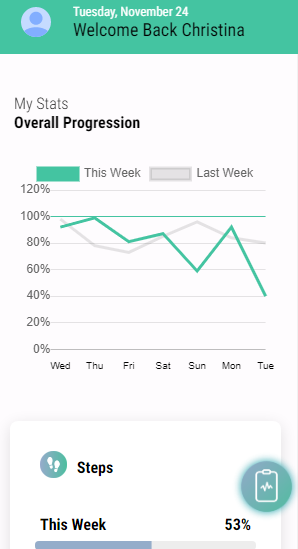 Tuesday, November 24
Welcome Back Christina
My Stats
Overall Progression
This Week Last Week
120%
100%
80%
60%
40%
20%
0%
Wed Thu Fri Sat Sun Mon Tue
Steps
This Week 53%